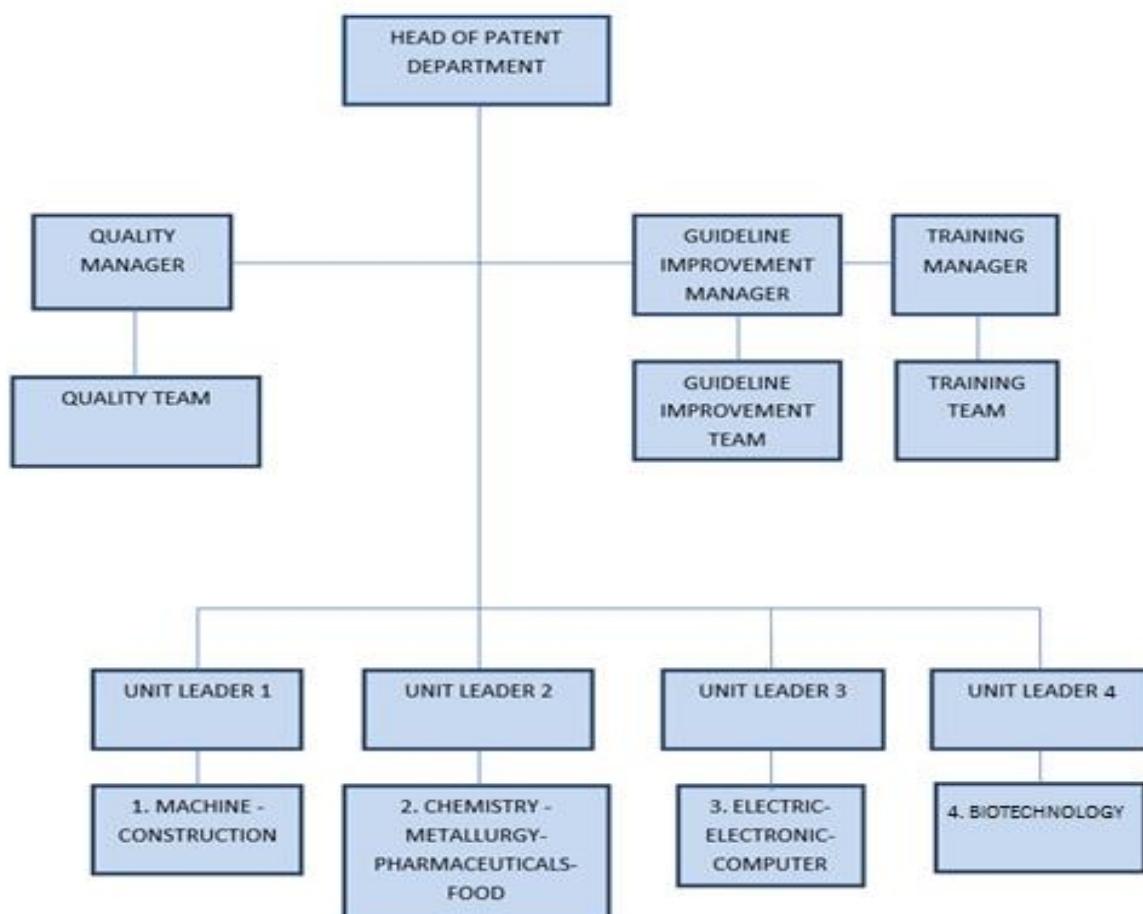 HEAD OF PATENT
DEPARTMENT
QUALITY
MANAGER
GUIDELINE
IMPROVEMENT
MANAGER
TRAINING
MANAGER
QUALITY TEAM
GUIDELINE
IMPROVEMENT
TEAM
TRAINING
TEAM
UNIT LEADER 1
UNIT LEADER 2
UNIT LEADER 3
UNIT LEADER 4
1. MACHINE -
CONSTRUCTION
2. CHEMISTRY -
METALLURGY-
PHARMACEUTICALS-
FOOD
3. ELECTRIC-
ELECTRONIC-
COMPUTER
4. BIOTECHNOLOGY